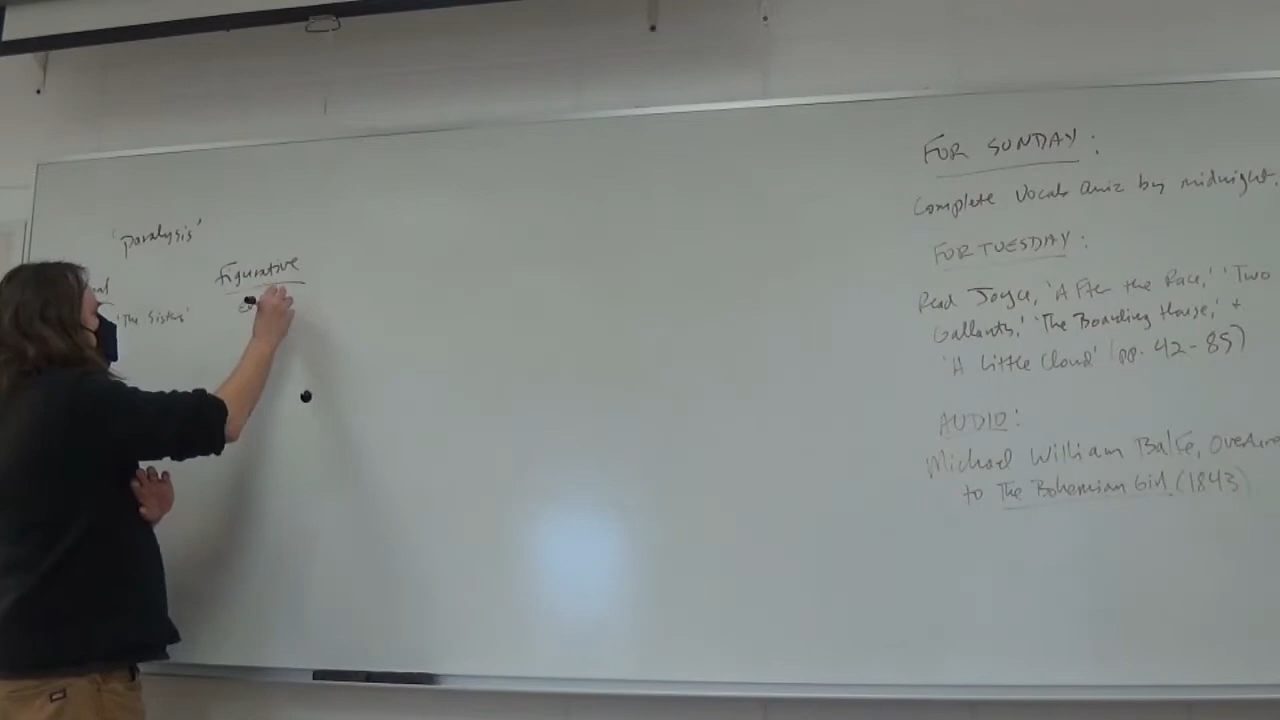 'paralysis'
Figurative
'The Sisters'
FOR SUNDAY:
Complete Vocab Quiz by midnight.
FOR TUESDAY:
Read Joyce, 'After the Race,' 'Two
Gallants,' 'The Boarding House,' +
'A Little Cloud' (pp. 42-85)
AUDIO:
Michael William Balfe,
to The Bohemian Girl (1843)